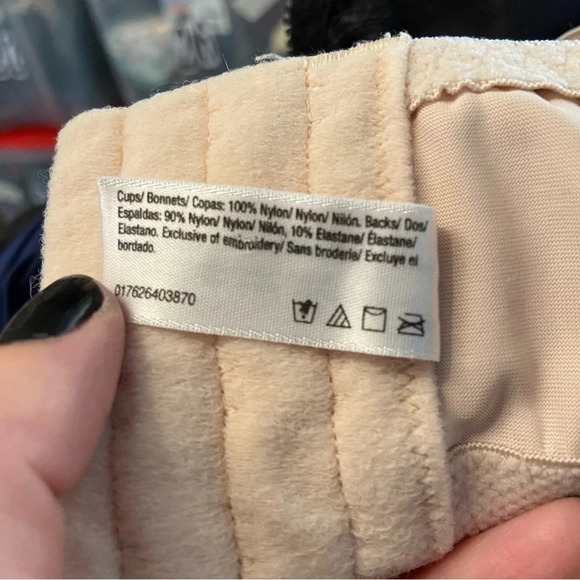 Cups/ Bonnets/ Copas: 100% Nylon/ Nylon/ Nilón. Backs/ Dos/
Espaldas: 90% Nylon/ Nylon/ Nilón, 10% Elastane/ Élastane/
Elastano. Exclusive of embroidery/ Sans broderie/ Excluye el
bordado.
017626403870